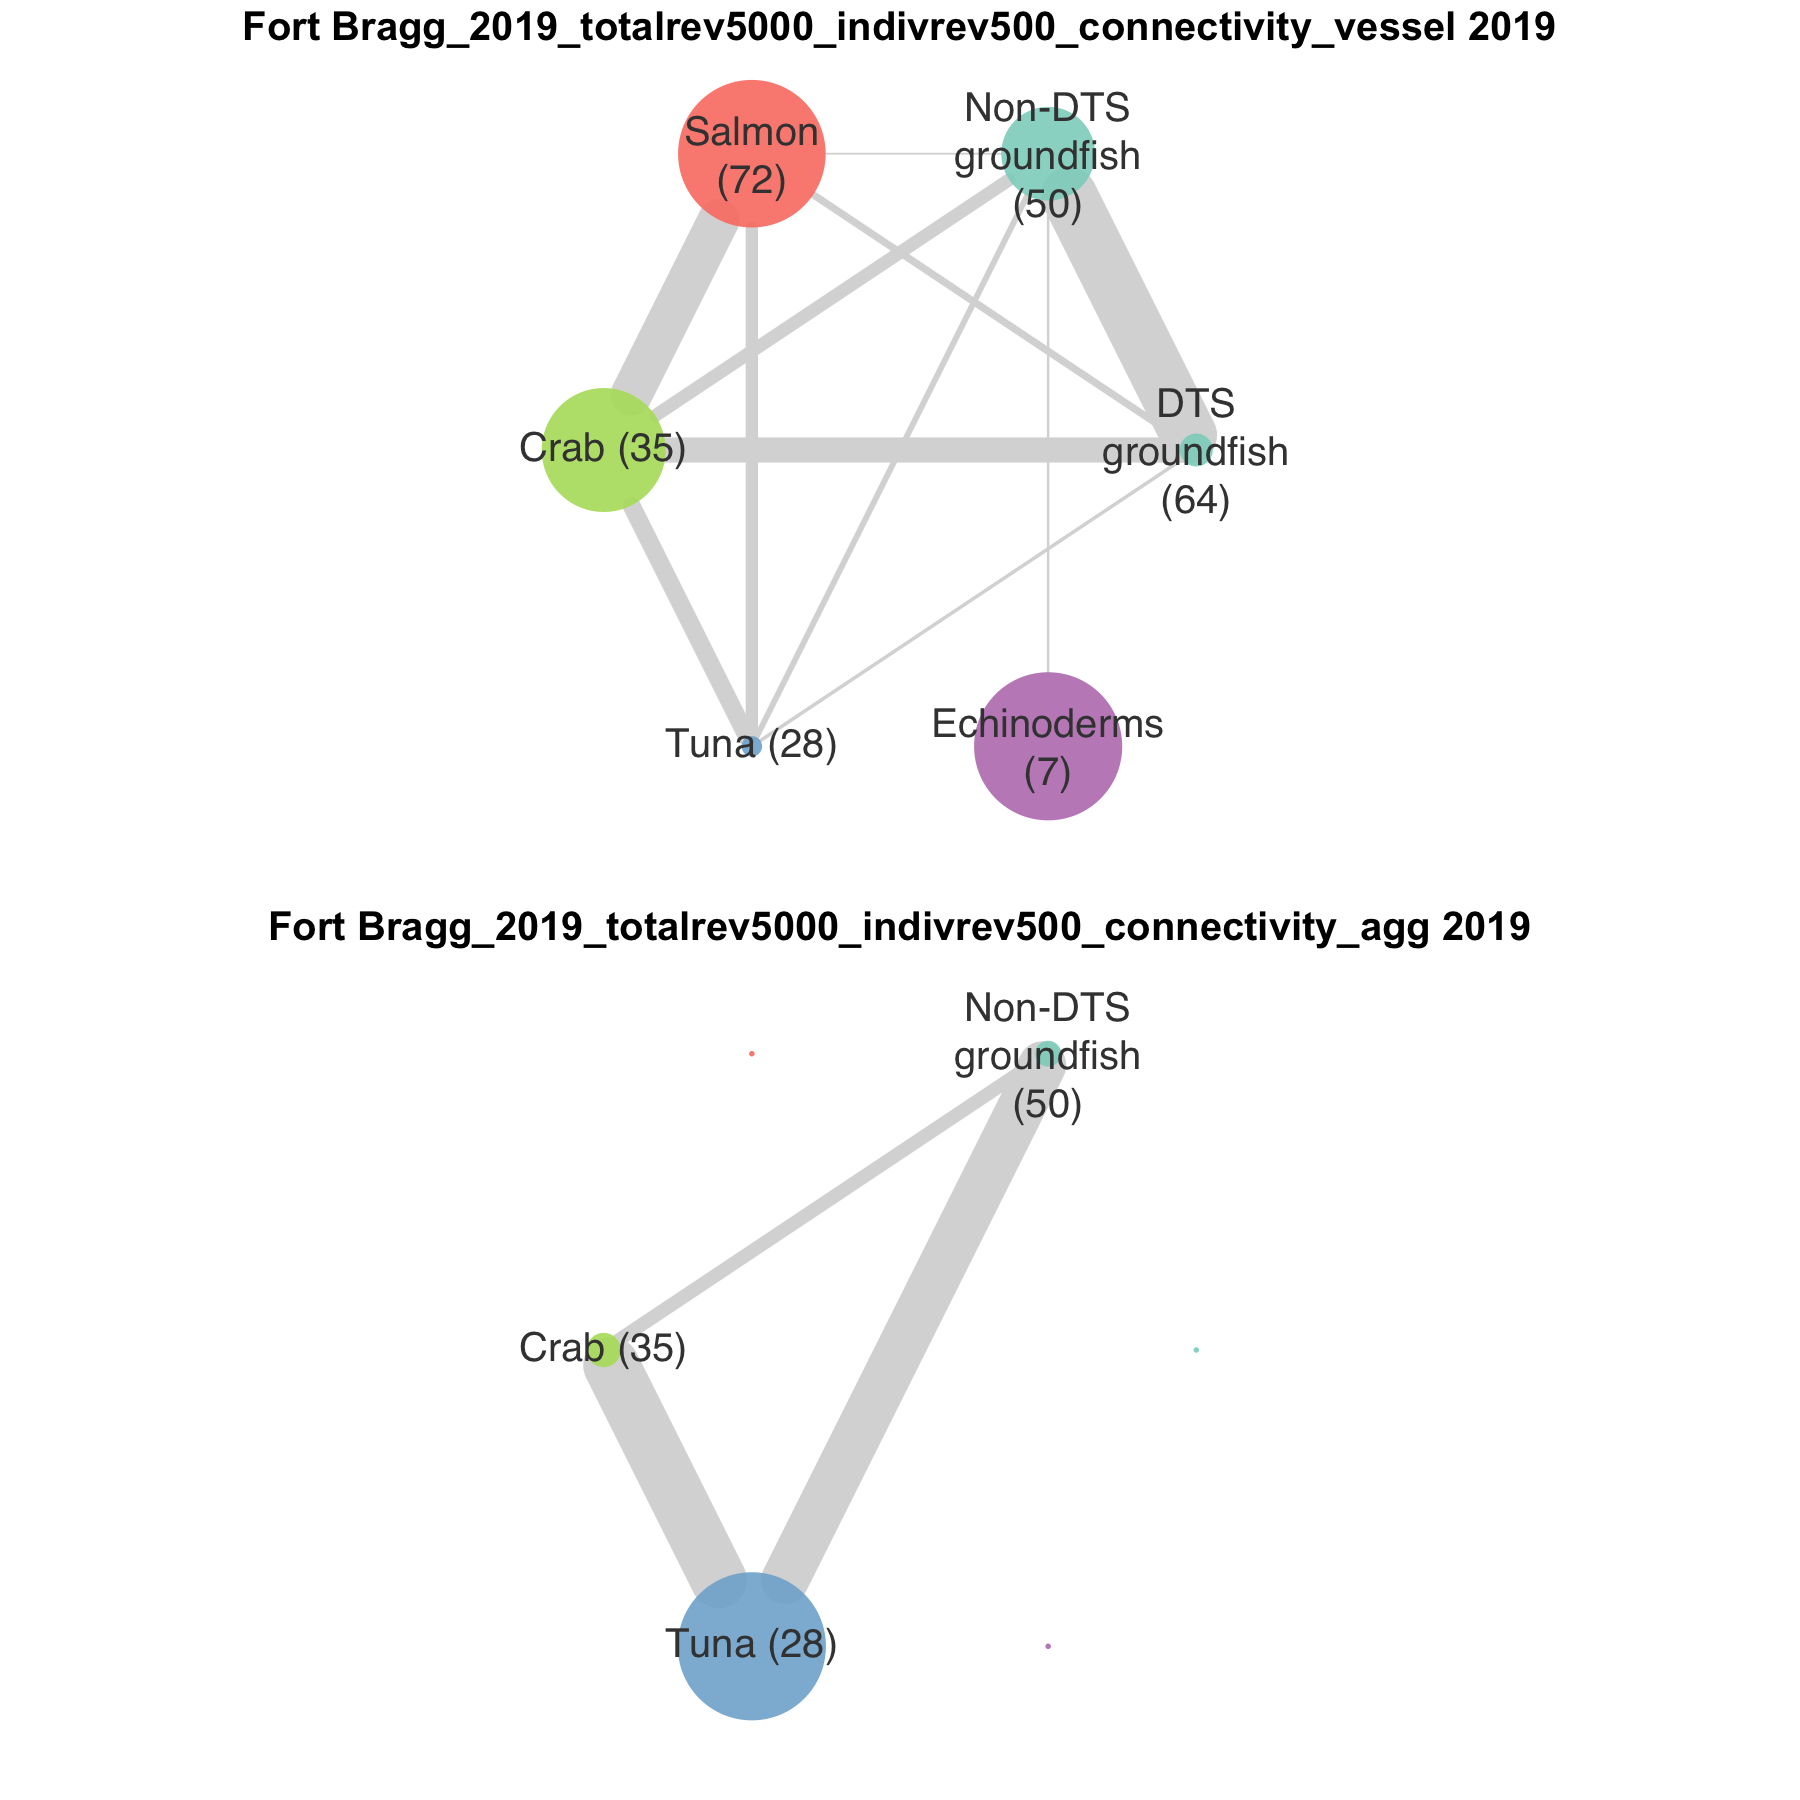 Fort Bragg_2019_totalrev5000_indivrev500_connectivity_vessel 2019
Salmon
(72)
Non-DTS
groundfish
(50)
Crab (35)
DTS
groundfish
(64)
Tuna (28)
Echinoderms
(7)
Fort Bragg_2019_totalrev5000_indivrev500_connectivity_agg 2019
Non-DTS
groundfish
(50)
Crab (35)
Tuna (28)